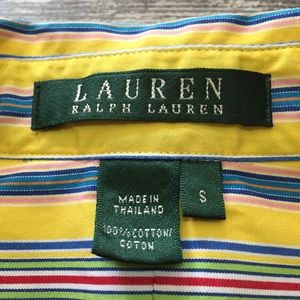 LAUREN
RALPH LAUREN
MADE IN
THAILAND
100% COTTON/
COTON
S